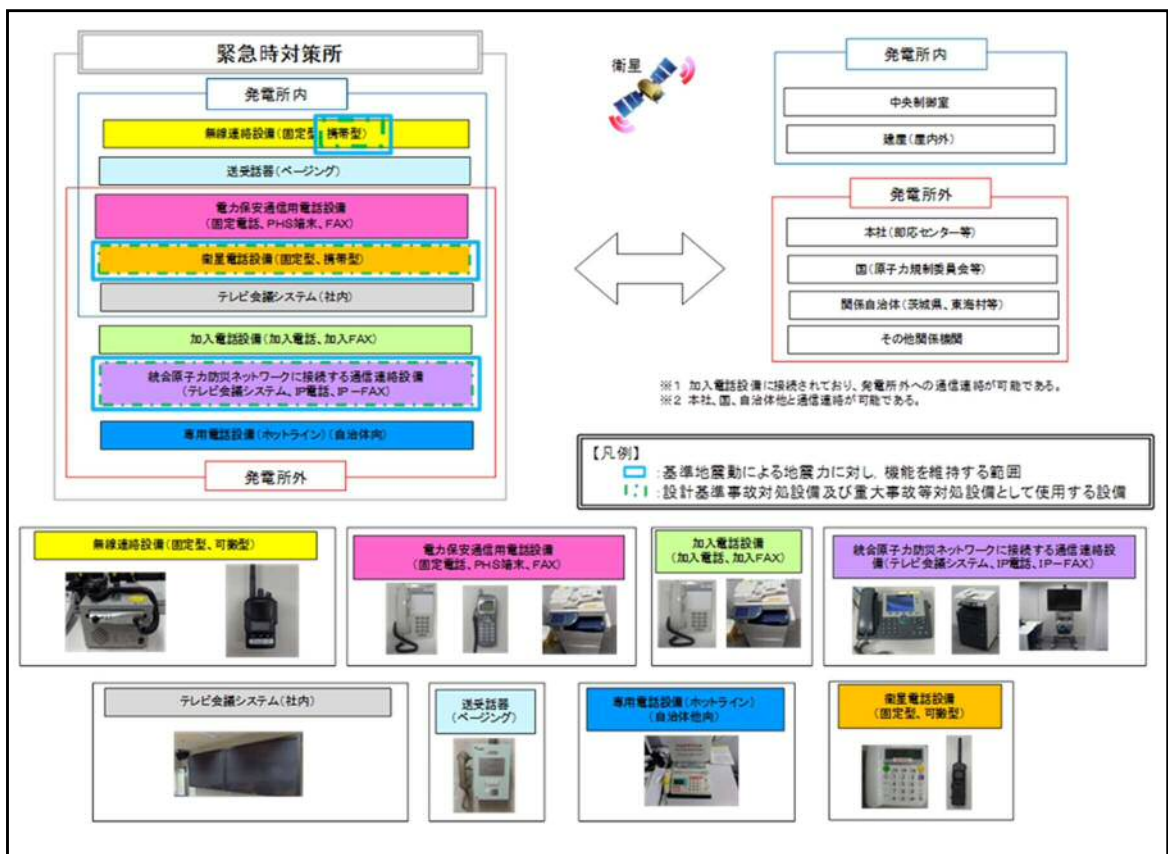 緊急時対策所
発電所内
無線連絡設備(固定型、携帯型)
送受話器(ページング)
電力保安通信用電話設備
(固定電話、PHS端末、FAX)
衛星電話設備(固定型、携帯型)
テレビ会議システム(社内)
加入電話設備(加入電話、加入FAX)
統合原子力防災ネットワークに接続する通信連絡設備
(テレビ会議システム、IP電話、IP-FAX)
専用電話設備(ホットライン)(自治体向)
発電所外
衛星
発電所内
中央制御室
建屋(屋内外)
発電所外
本社(即応センター等)
国(原子力規制委員会等)
関係自治体(茨城県、東海村等)
その他関係機関
※1 加入電話設備に接続されており、発電所外への通信連絡が可能である。
※2 本社、国、自治体他と通信連絡が可能である。
【凡例】
:基準地震動による地震力に対し,機能を維持する範囲
:設計基準事故対処設備及び重大事故等対処設備として使用する設備
無線連絡設備(固定型、可搬型)
電力保安通信用電話設備
(固定電話、PHS端末、FAX)
加入電話設備
(加入電話、加入FAX)
統合原子力防災ネットワークに接続する通信連絡設
備(テレビ会議システム、IP電話、IP-FAX)
テレビ会議システム(社内)
送受話器
(ページング)
専用電話設備(ホットライン)
(自治体他向)
衛星電話設備
(固定型、可搬型)